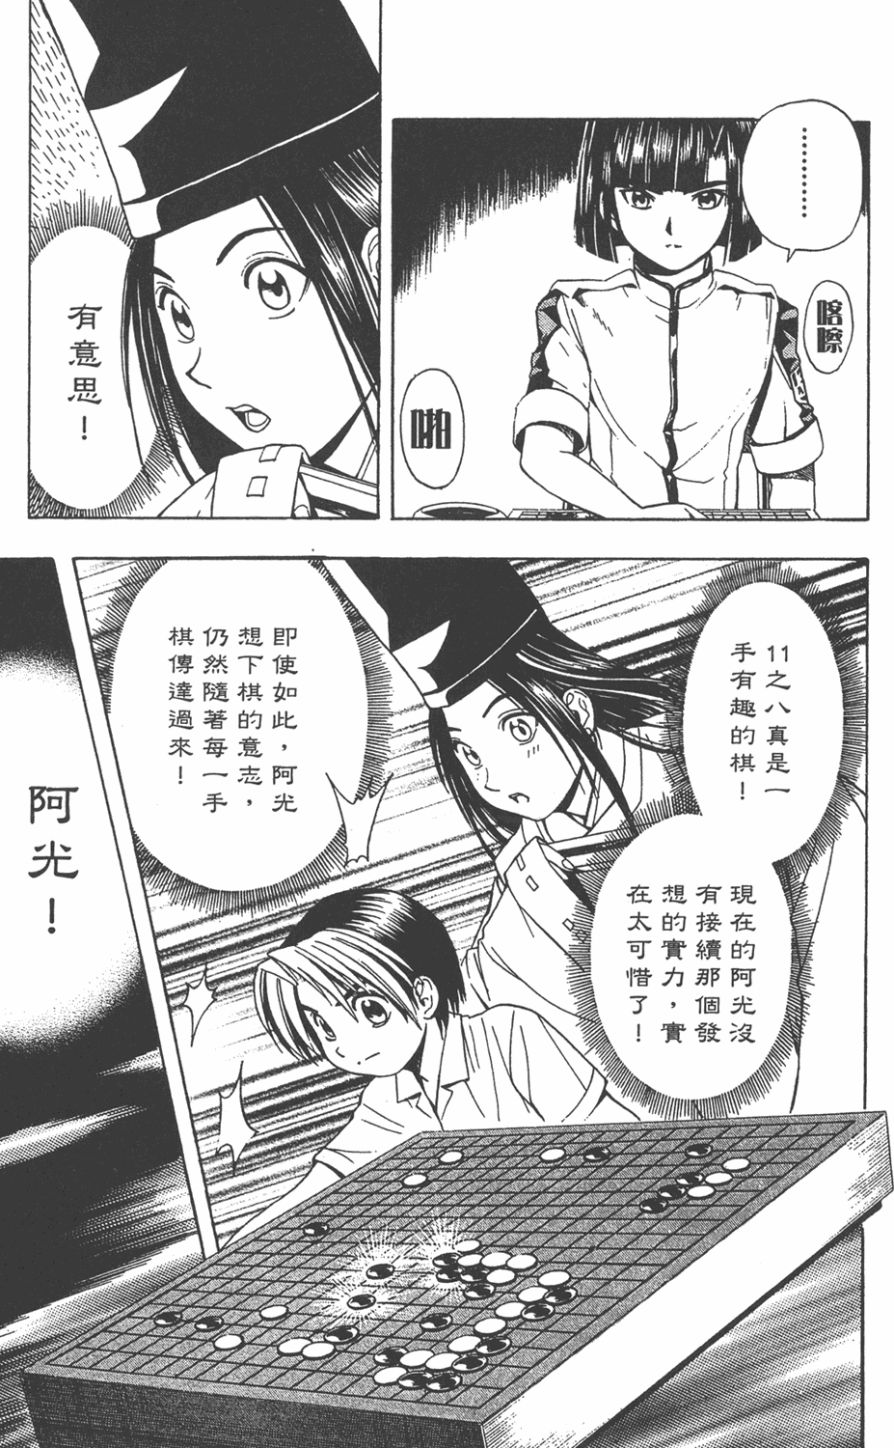 …………
喀嚓
啪
有意思！
11之八真是一
手有趣的棋！
現在的阿光沒
有接續那個發
想的實力，實
在太可惜了！
即使如此，阿光
想下棋的意志，
仍然隨著每一手
棋傳達過來！
阿光！